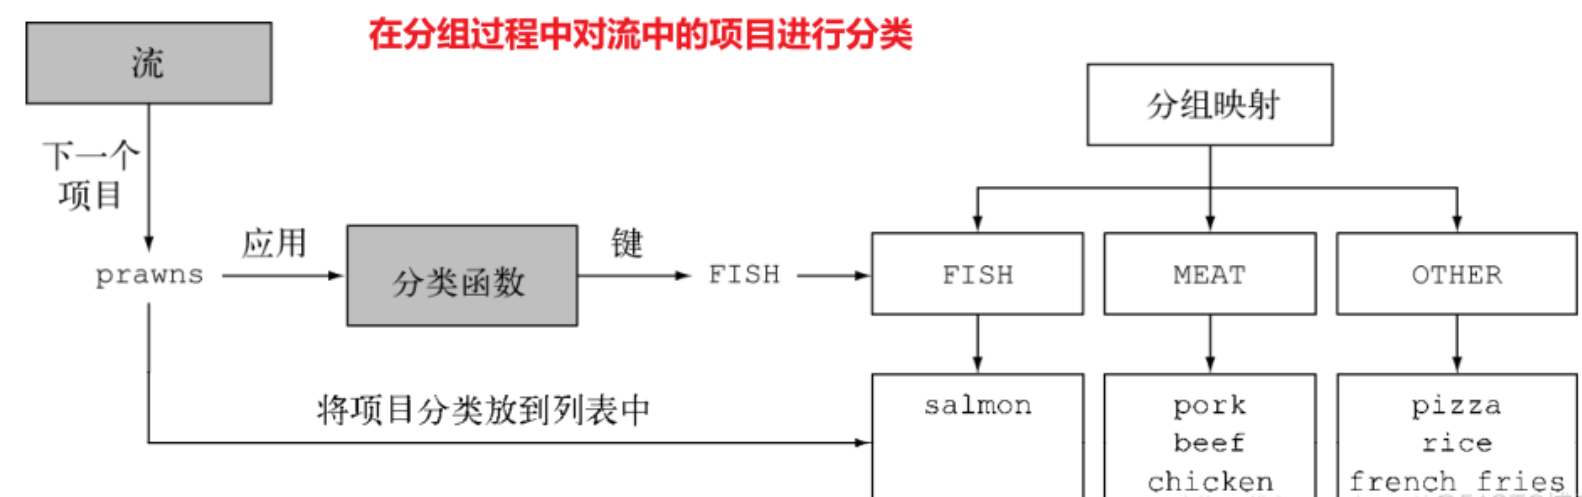 在分组过程中对流中的项目进行分类
流
分组映射
下一个
项目
应用
键
prawns
分类函数
FISH
FISH
MEAT
OTHER
将项目分类放到列表中
salmon
pork
beef
chicken
pizza
rice
french fries